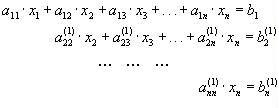 a₁₁·x₁ + a₁₂·x₂ + a₁₃·x₃ + ... + a₁ₙ·xₙ = b₁
a₂₂⁽¹⁾·x₂ + a₂₃⁽¹⁾·x₃ + ... + a₂ₙ⁽¹⁾·xₙ = b₂⁽¹⁾
... ... ...
aₙₙ⁽¹⁾·xₙ = bₙ⁽¹⁾